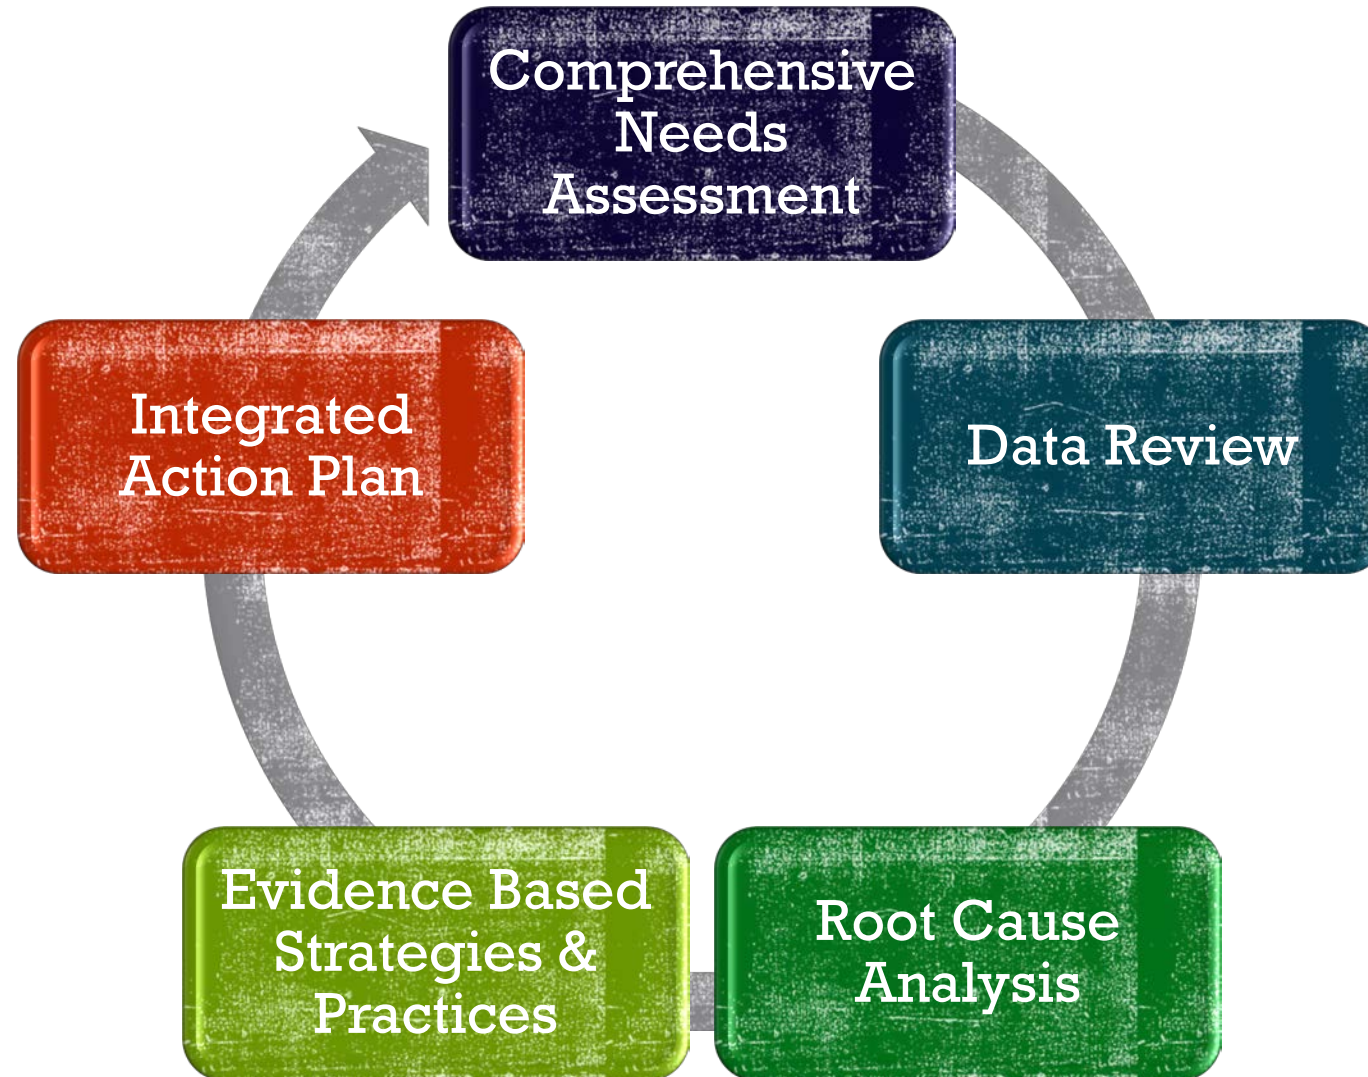 Comprehensive
Needs
Assessment
Data Review
Root Cause
Analysis
Evidence Based
Strategies &
Practices
Integrated
Action Plan